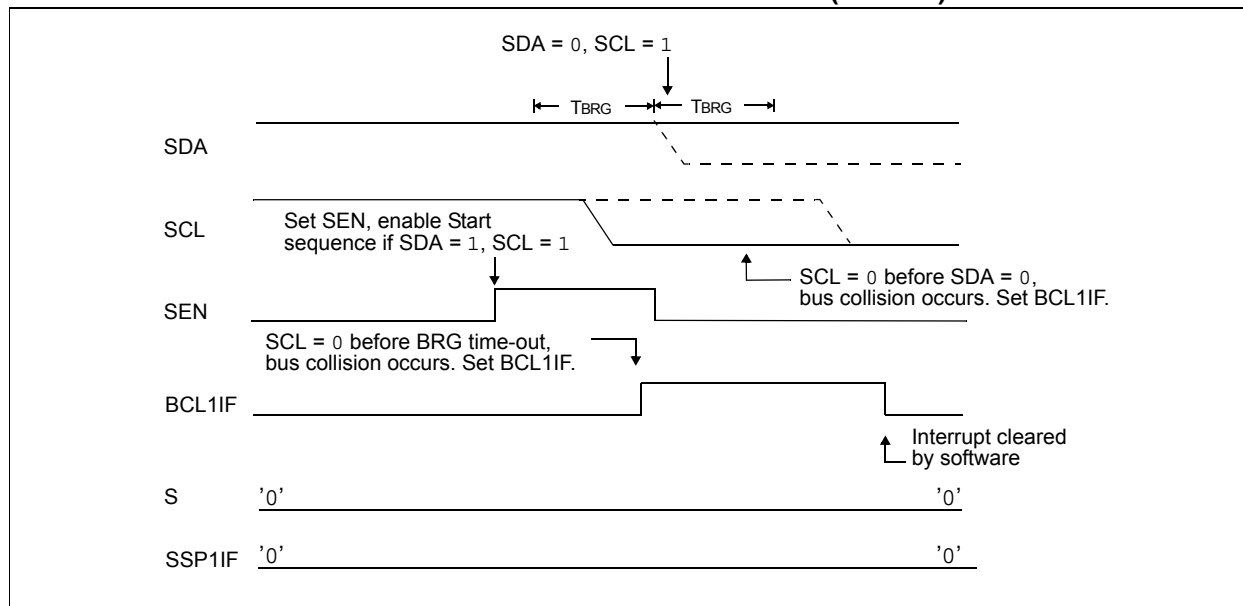 SDA = 0, SCL = 1
TBRG TBRG
SDA
SCL
Set SEN, enable Start
sequence if SDA = 1, SCL = 1
SCL = 0 before SDA = 0,
bus collision occurs. Set BCL1IF.
SEN
SCL = 0 before BRG time-out,
bus collision occurs. Set BCL1IF.
BCL1IF
Interrupt cleared
by software
S '0' '0'
SSP1IF '0' '0'